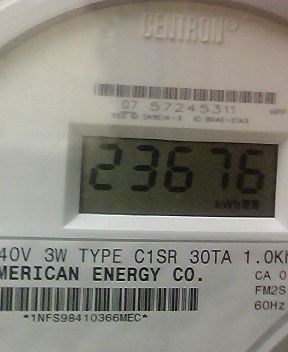 CENTRON®
07 57245311
23676
kWh
40V 3W TYPE C1SR 30TA 1.0Kh
MERICAN ENERGY CO.
CA 0
FM2S
60Hz
*1NFS98410366MEC*